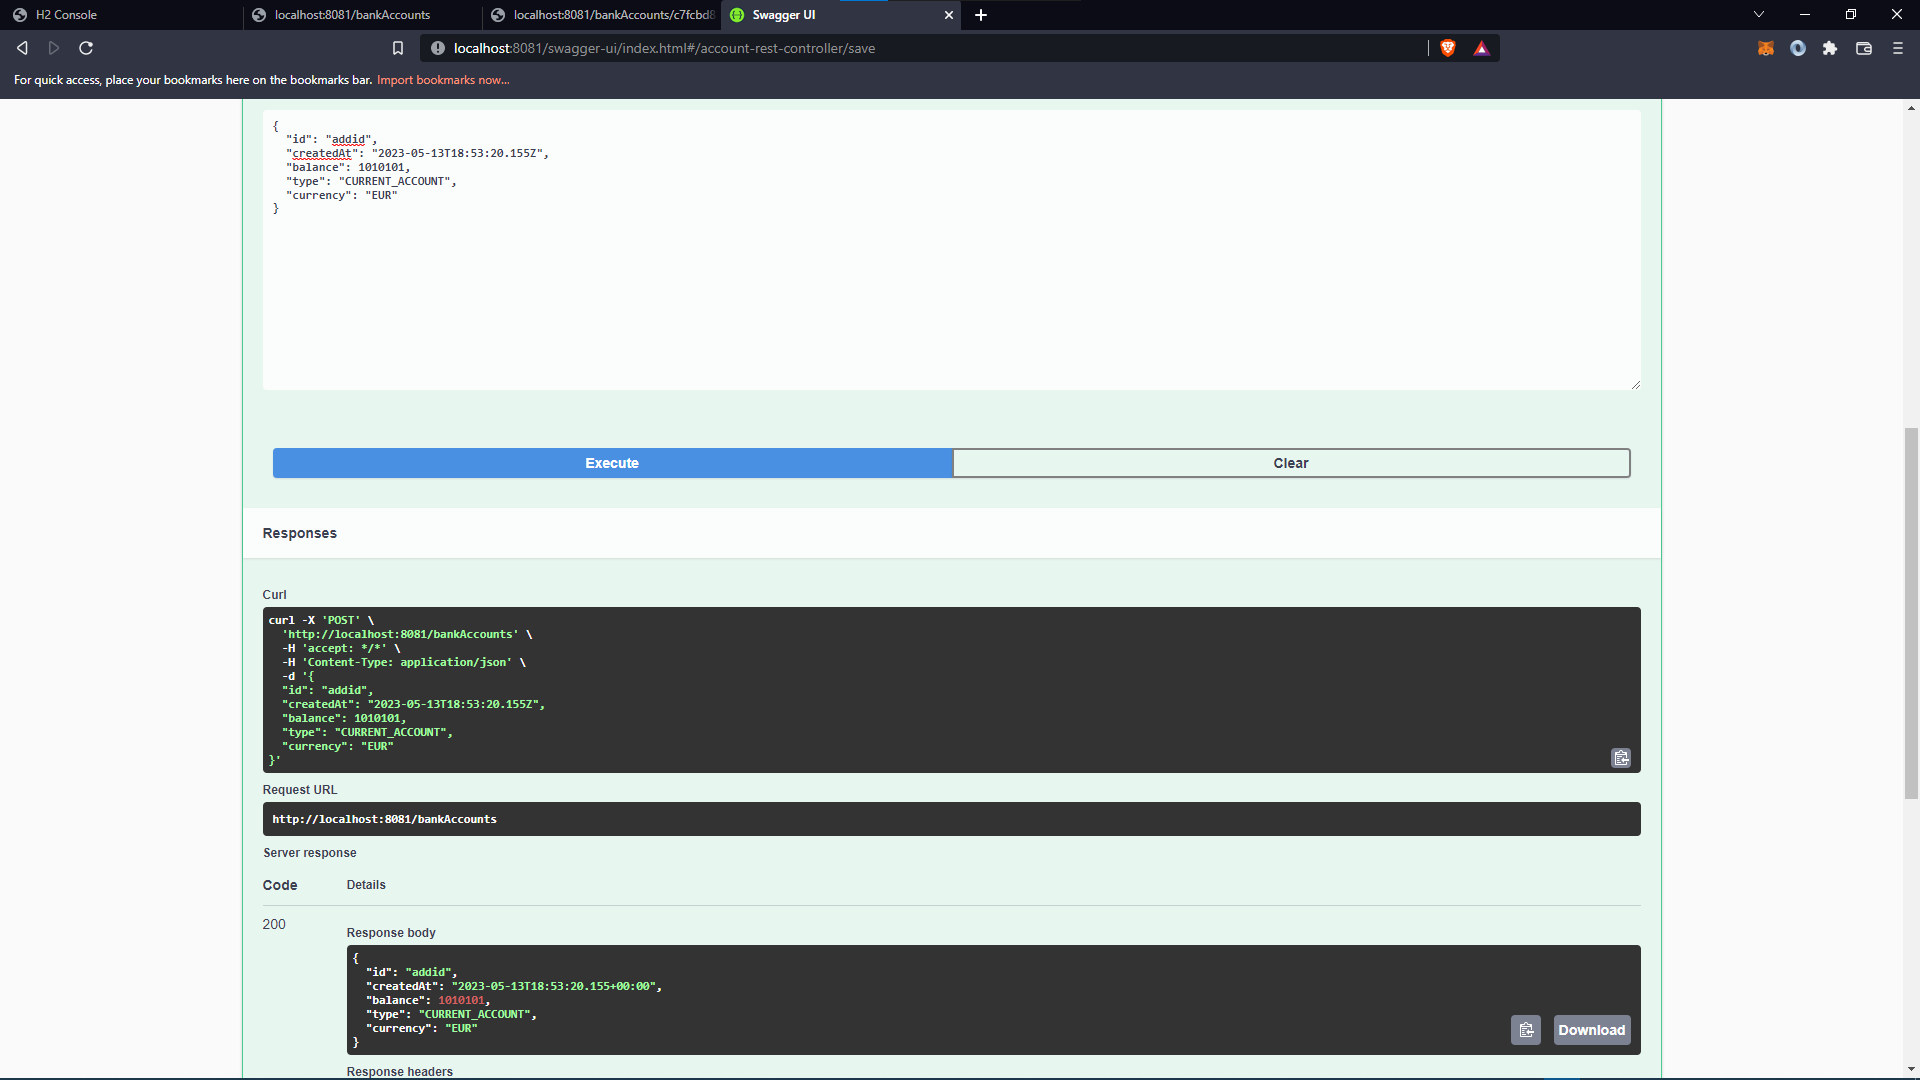 H2 Console
localhost:8081/bankAccounts
localhost:8081/bankAccounts/c7fcbd8
Swagger UI
localhost:8081/swagger-ui/index.html#/account-rest-controller/save
For quick access, place your bookmarks here on the bookmarks bar. Import bookmarks now...
{
  "id": "addid",
  "createdAt": "2023-05-13T18:53:20.155Z",
  "balance": 1010101,
  "type": "CURRENT_ACCOUNT",
  "currency": "EUR"
}
Execute
Clear
Responses
Curl
curl -X 'POST' \
  'http://localhost:8081/bankAccounts' \
  -H 'accept: */*' \
  -H 'Content-Type: application/json' \
  -d '{
  "id": "addid",
  "createdAt": "2023-05-13T18:53:20.155Z",
  "balance": 1010101,
  "type": "CURRENT_ACCOUNT",
  "currency": "EUR"
}'
Request URL
http://localhost:8081/bankAccounts
Server response
Code Details
200
Response body
{
  "id": "addid",
  "createdAt": "2023-05-13T18:53:20.155+00:00",
  "balance": 1010101,
  "type": "CURRENT_ACCOUNT",
  "currency": "EUR"
}
Download
Response headers